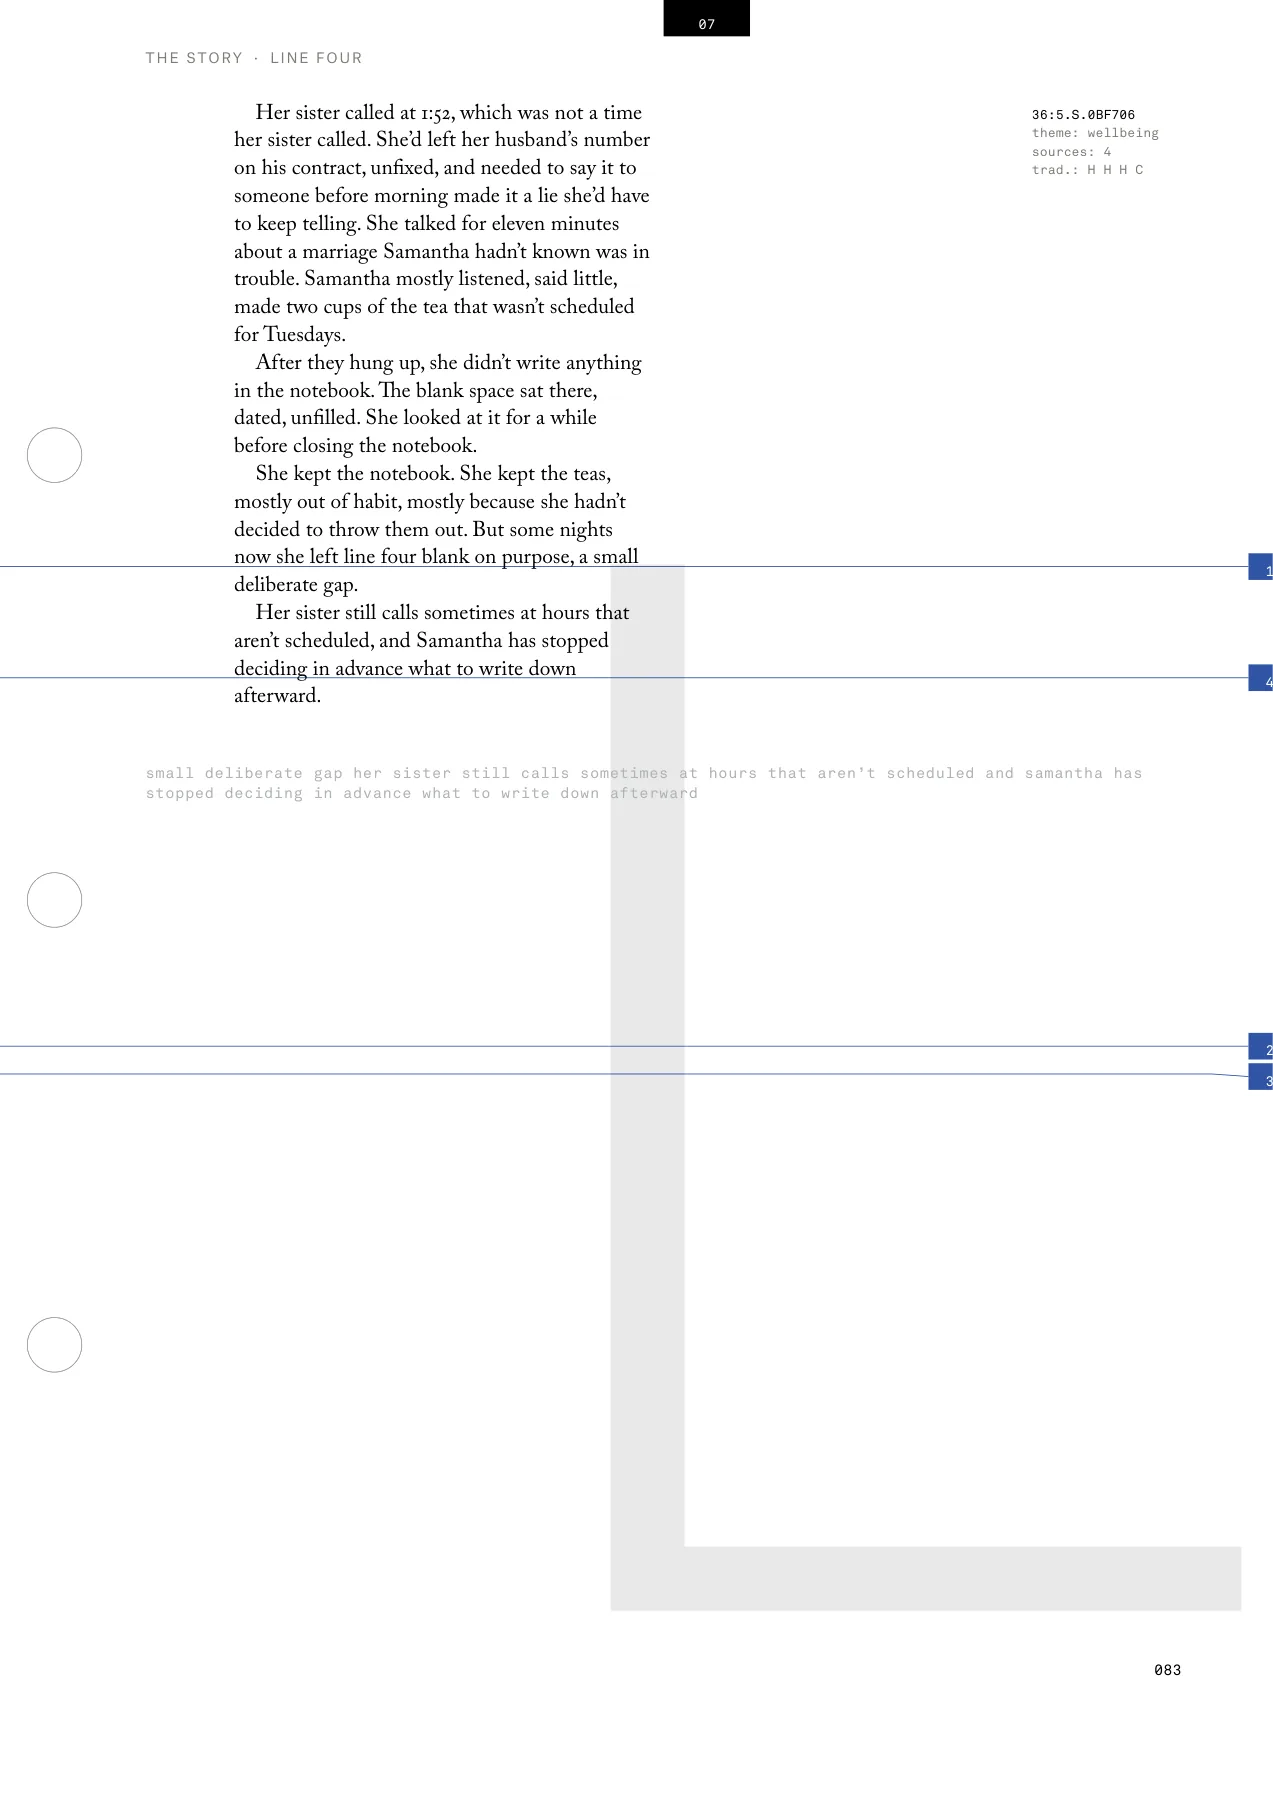 07
THE STORY · LINE FOUR
Her sister called at 1:52, which was not a time
her sister called. She’d left her husband’s number
on his contract, unfixed, and needed to say it to
someone before morning made it a lie she’d have
to keep telling. She talked for eleven minutes
about a marriage Samantha hadn’t known was in
trouble. Samantha mostly listened, said little,
made two cups of the tea that wasn’t scheduled
for Tuesdays.
After they hung up, she didn’t write anything
in the notebook. The blank space sat there,
dated, unfilled. She looked at it for a while
before closing the notebook.
She kept the notebook. She kept the teas,
mostly out of habit, mostly because she hadn’t
decided to throw them out. But some nights
now she left line four blank on purpose, a small
deliberate gap.
Her sister still calls sometimes at hours that
aren’t scheduled, and Samantha has stopped
deciding in advance what to write down
afterward.
36:5.S.0BF706
theme: wellbeing
sources: 4
trad.: H H H C
1
4
small deliberate gap her sister still calls sometimes at hours that aren’t scheduled and samantha has
stopped deciding in advance what to write down afterward
2
3
083